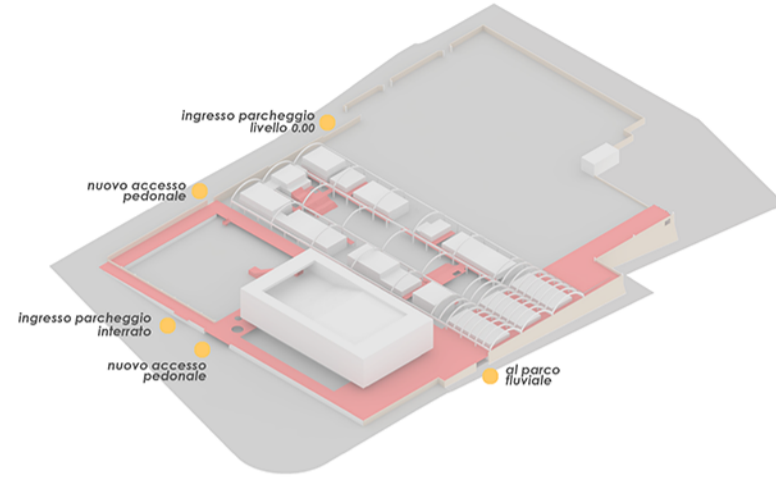 ingresso parcheggio
livello 0.00
nuovo accesso
pedonale
ingresso parcheggio
interrato
nuovo accesso
pedonale
al parco
fluviale